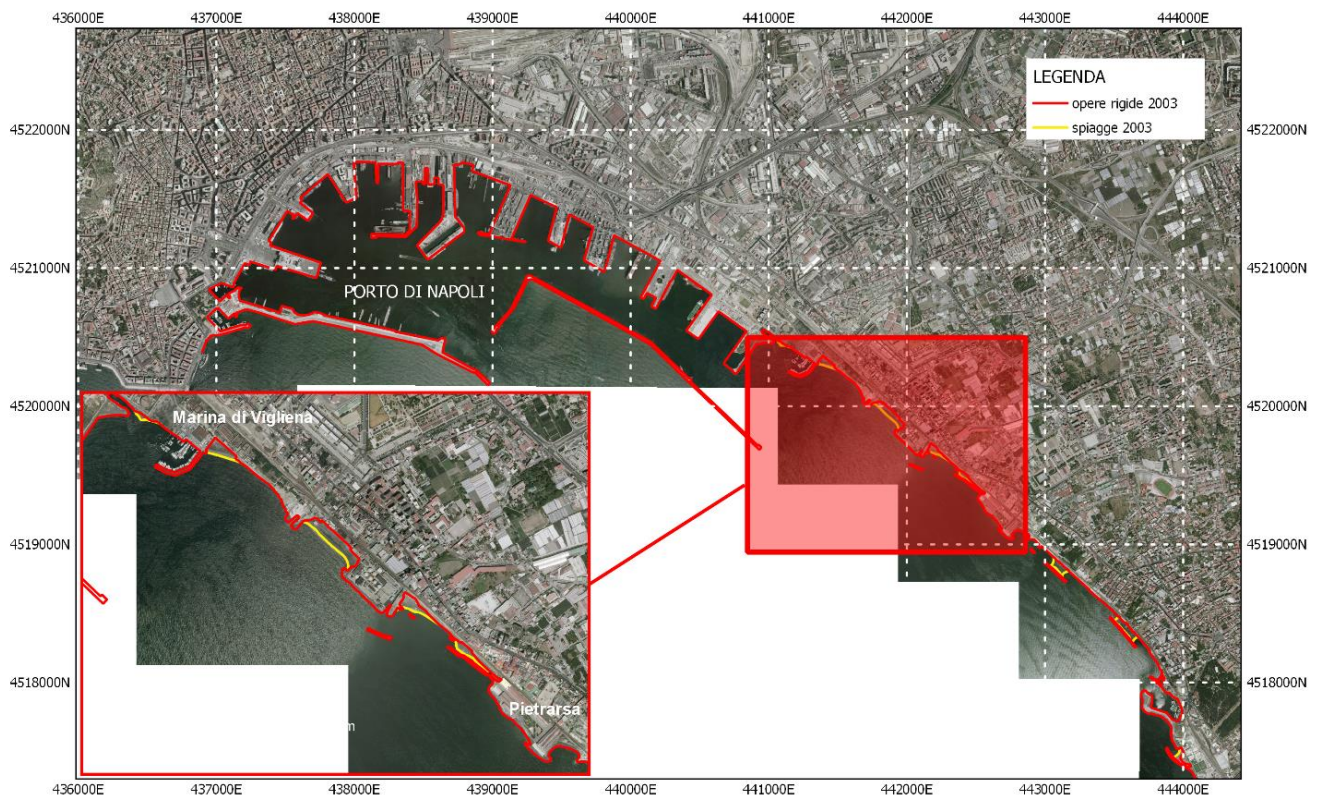 436000E 437000E 438000E 439000E 440000E 441000E 442000E 443000E 444000E
LEGENDA
opere rigide 2003
spiagge 2003
4522000N 4522000N
4521000N 4521000N
PORTO DI NAPOLI
4520000N 4520000N
Marina di Vigliena
4519000N 4519000N
4518000N 4518000N
Pietrarsa
m
436000E 437000E 438000E 439000E 440000E 441000E 442000E 443000E 444000E